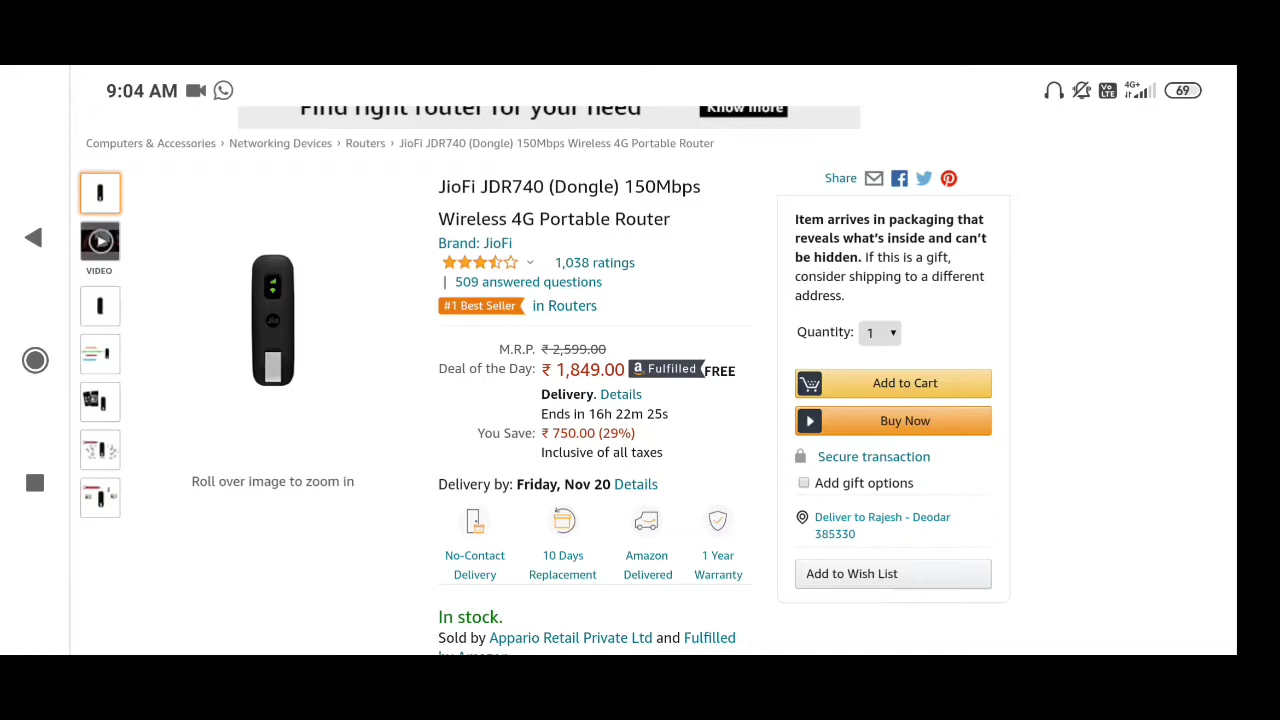 9:04 AM
Vo LTE
4G+
69
Find right router for your need
Know more
Computers & Accessories › Networking Devices › Routers › JioFi JDR740 (Dongle) 150Mbps Wireless 4G Portable Router
VIDEO
Jio
Roll over image to zoom in
JioFi JDR740 (Dongle) 150Mbps
Wireless 4G Portable Router
Brand: JioFi
1,038 ratings
| 509 answered questions
#1 Best Seller in Routers
M.R.P. ₹ 2,599.00
Deal of the Day: ₹ 1,849.00 a Fulfilled FREE
Delivery. Details
Ends in 16h 22m 25s
You Save: ₹ 750.00 (29%)
Inclusive of all taxes
Delivery by: Friday, Nov 20 Details
No-Contact Delivery
10 Days Replacement
Amazon Delivered
1 Year Warranty
In stock.
Sold by Appario Retail Private Ltd and Fulfilled
by Amazon.
Share
Item arrives in packaging that
reveals what's inside and can't
be hidden. If this is a gift,
consider shipping to a different
address.
Quantity: 1
Add to Cart
Buy Now
Secure transaction
Add gift options
Deliver to Rajesh - Deodar
385330
Add to Wish List